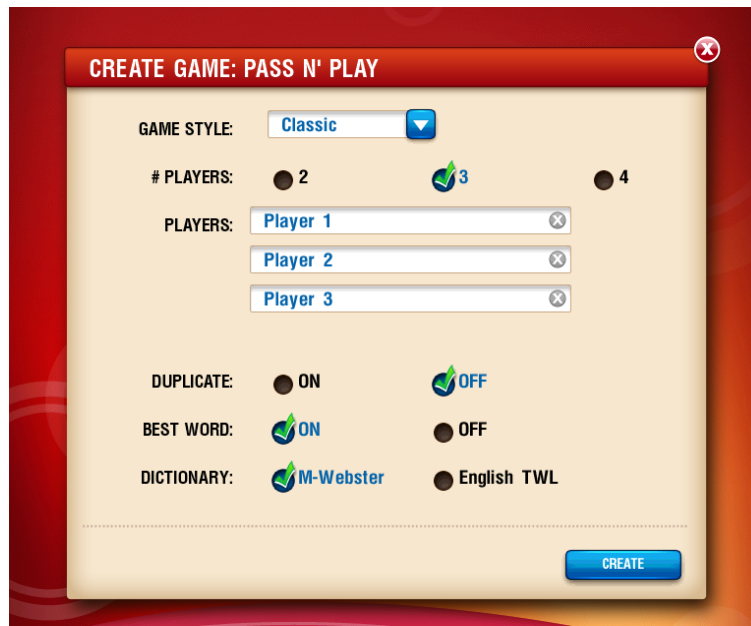 CREATE GAME: PASS N' PLAY
GAME STYLE: Classic
# PLAYERS: 2 3 4
PLAYERS: Player 1
Player 2
Player 3
DUPLICATE: ON OFF
BEST WORD: ON OFF
DICTIONARY: M-Webster English TWL
CREATE